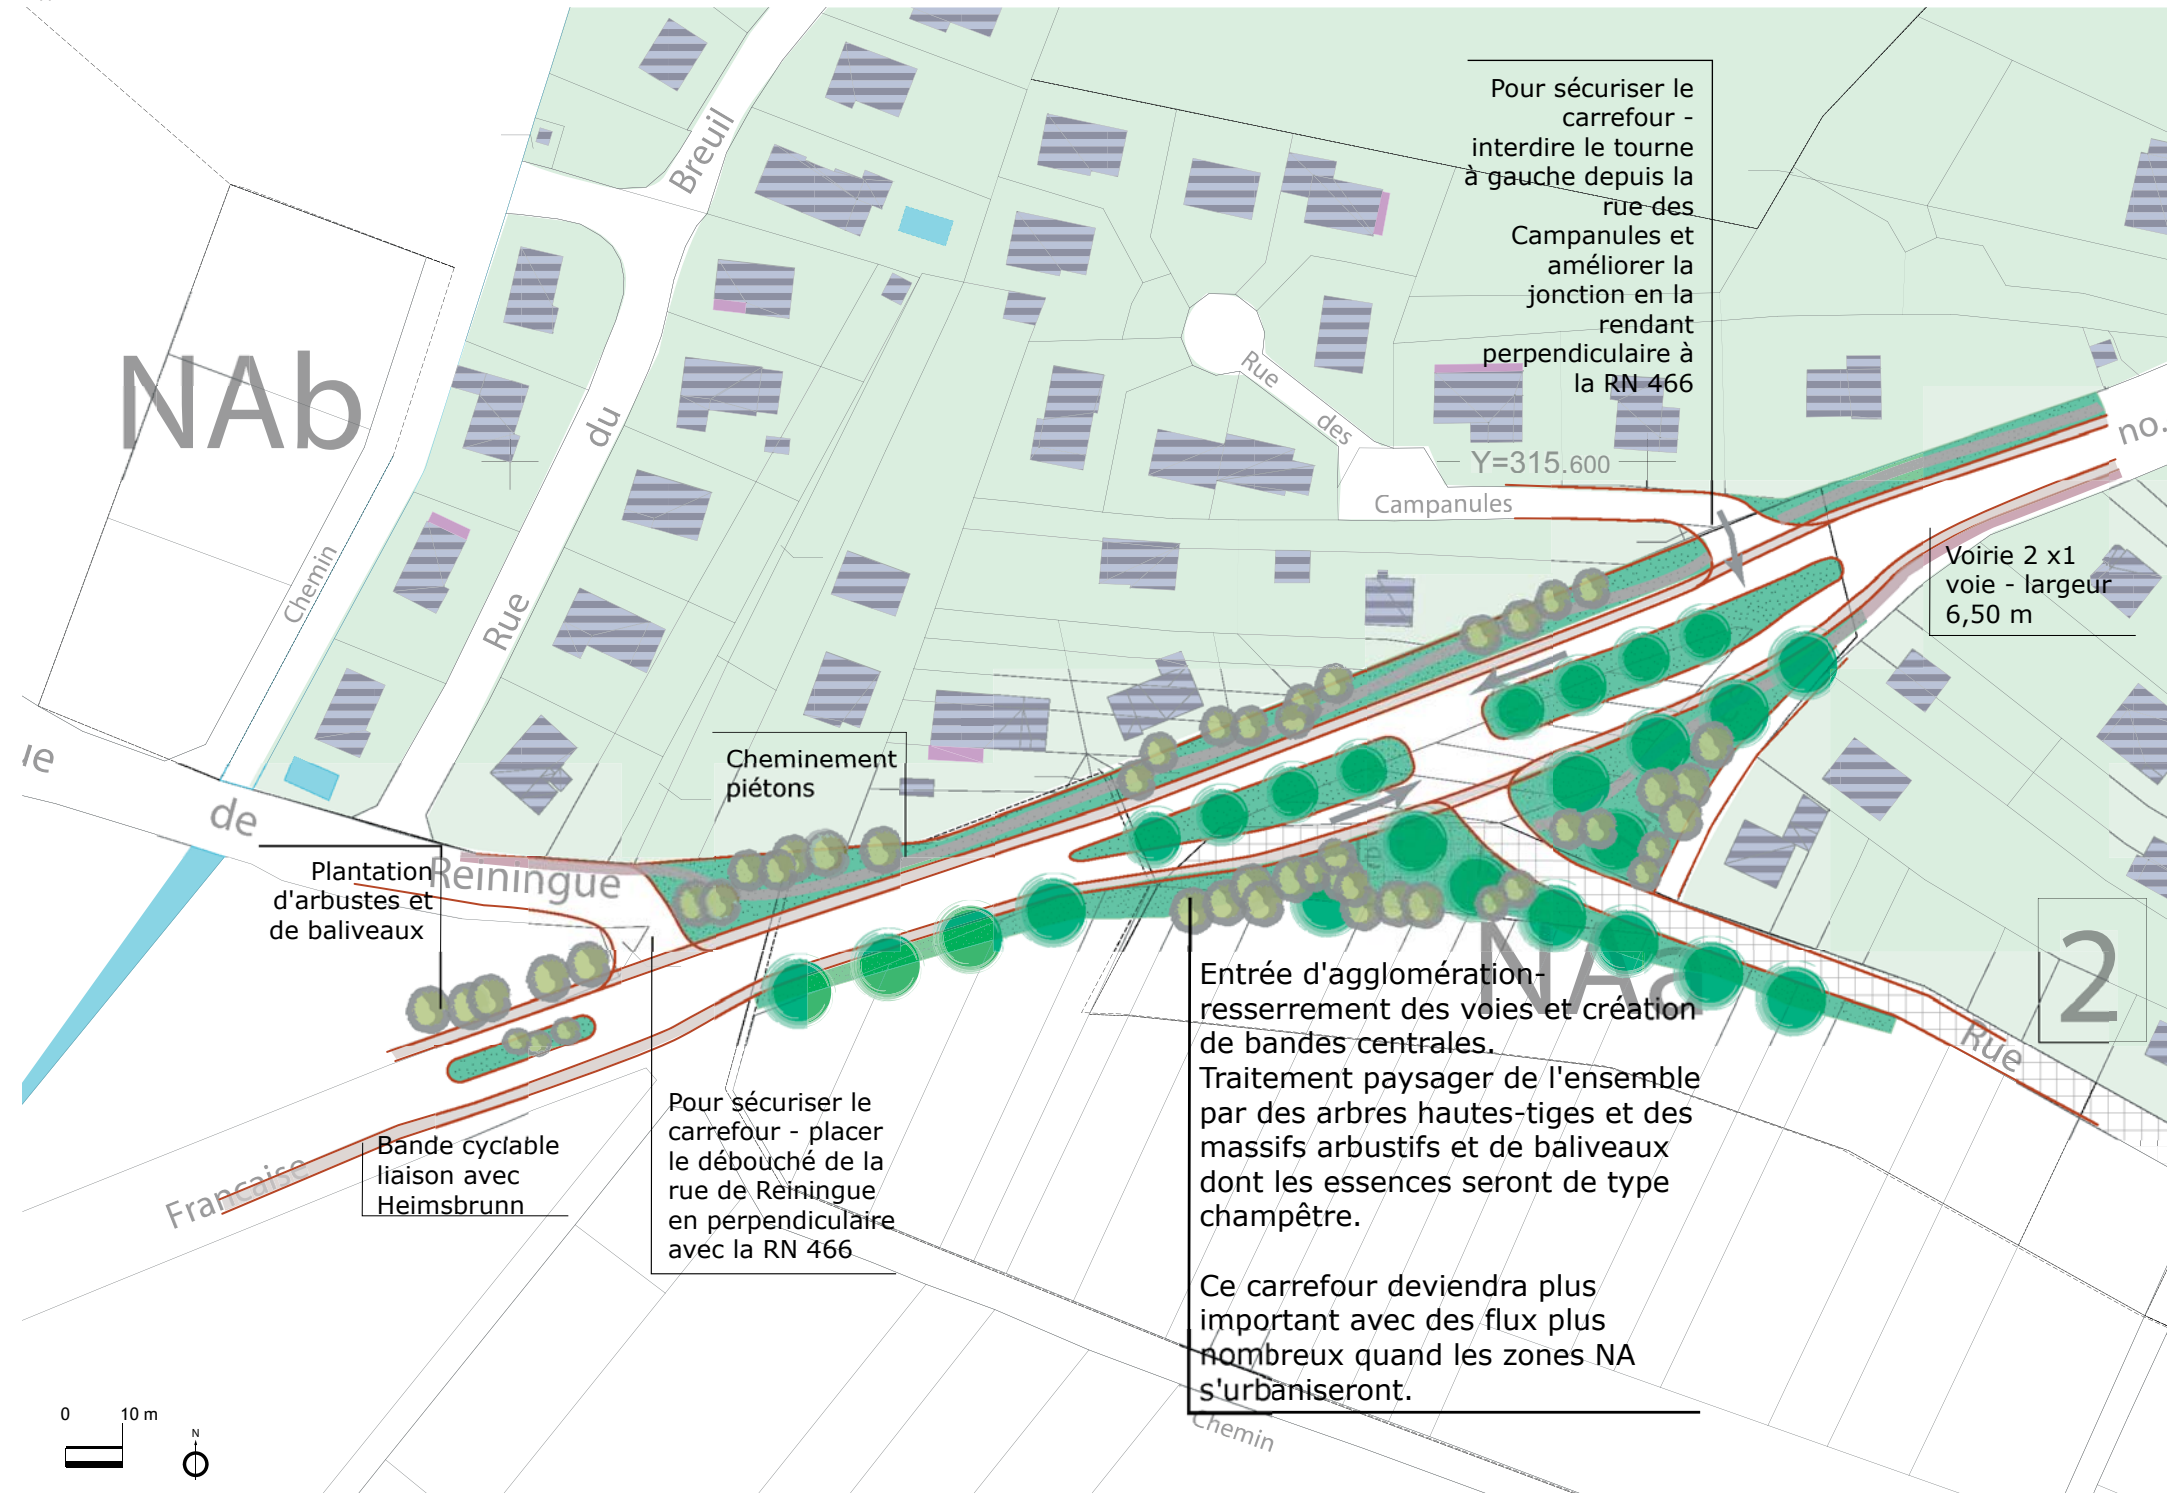 Pour sécuriser le
carrefour -
interdire le tourne
à gauche depuis la
rue des
Campanules et
améliorer la
jonction en la
rendant
perpendiculaire à
la RN 466
Breuil
du
Rue
NAb
Chemin
Rue
des
Campanules
Y=315.600
no.
Voirie 2 x1
voie - largeur
6,50 m
de
Reiningue
Cheminement
piétons
Plantation
d'arbustes et
de baliveaux
Bande cyclable
liaison avec
Heimsbrunn
Francaise
Pour sécuriser le
carrefour - placer
le débouché de la
rue de Reiningue
en perpendiculaire
avec la RN 466
NAa
2
Rue
Entrée d'agglomération-
resserrement des voies et création
de bandes centrales.
Traitement paysager de l'ensemble
par des arbres hautes-tiges et des
massifs arbustifs et de baliveaux
dont les essences seront de type
champêtre.
Ce carrefour deviendra plus
important avec des flux plus
nombreux quand les zones NA
s'urbaniseront.
Chemin
0 10 m
N